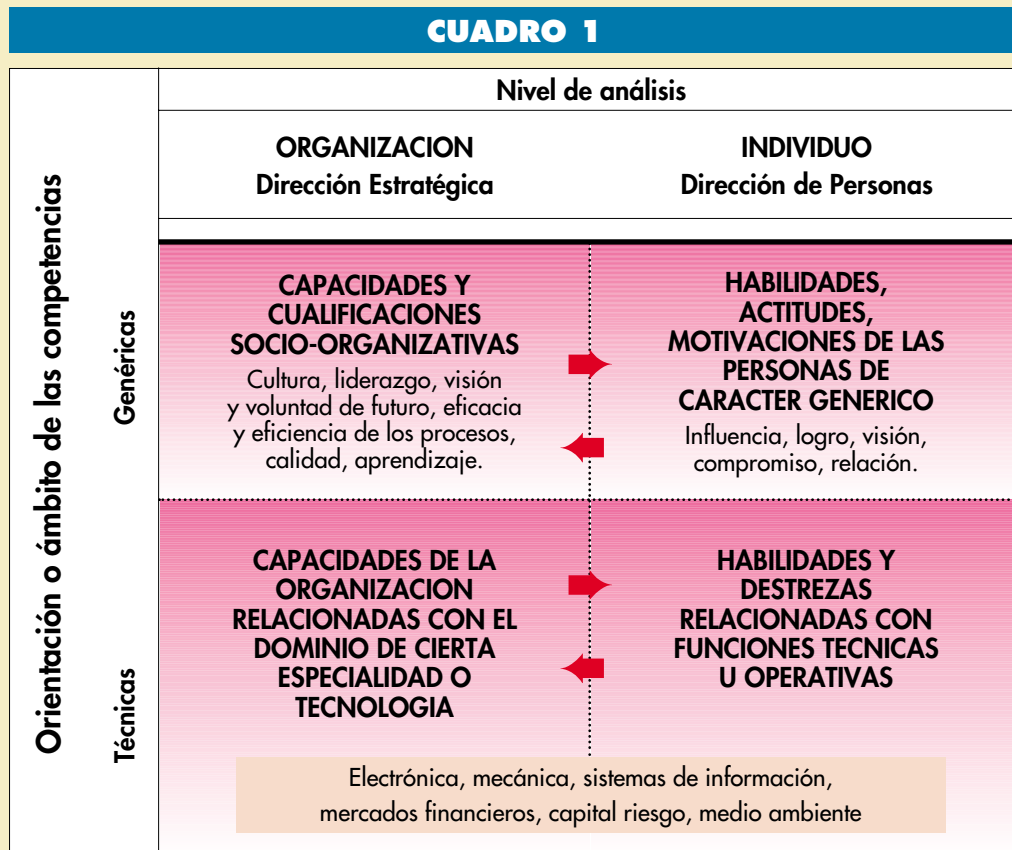 CUADRO 1
Nivel de análisis
ORGANIZACION
Dirección Estratégica
INDIVIDUO
Dirección de Personas
Orientación o ámbito de las competencias
Genéricas
CAPACIDADES Y
CUALIFICACIONES
SOCIO-ORGANIZATIVAS
Cultura, liderazgo, visión
y voluntad de futuro, eficacia
y eficiencia de los procesos,
calidad, aprendizaje.
HABILIDADES,
ACTITUDES,
MOTIVACIONES DE LAS
PERSONAS DE
CARACTER GENERICO
Influencia, logro, visión,
compromiso, relación.
Técnicas
CAPACIDADES DE LA
ORGANIZACION
RELACIONADAS CON EL
DOMINIO DE CIERTA
ESPECIALIDAD O
TECNOLOGIA
HABILIDADES Y
DESTREZAS
RELACIONADAS CON
FUNCIONES TECNICAS
U OPERATIVAS
Electrónica, mecánica, sistemas de información,
mercados financieros, capital riesgo, medio ambiente